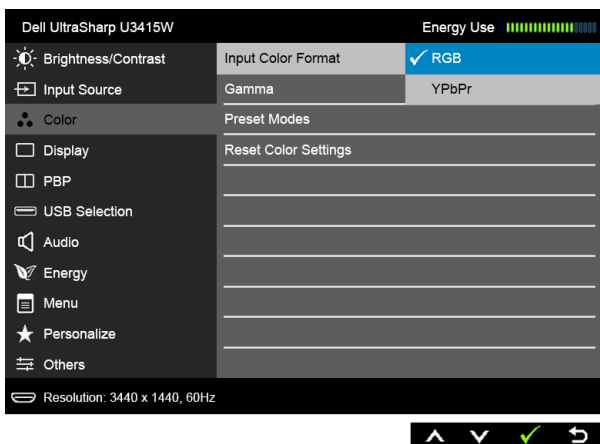 Dell UltraSharp U3415W
Energy Use
Brightness/Contrast
Input Color Format
RGB
Input Source
Gamma
YPbPr
Color
Preset Modes
Display
Reset Color Settings
PBP
USB Selection
Audio
Energy
Menu
Personalize
Others
Resolution: 3440 x 1440, 60Hz